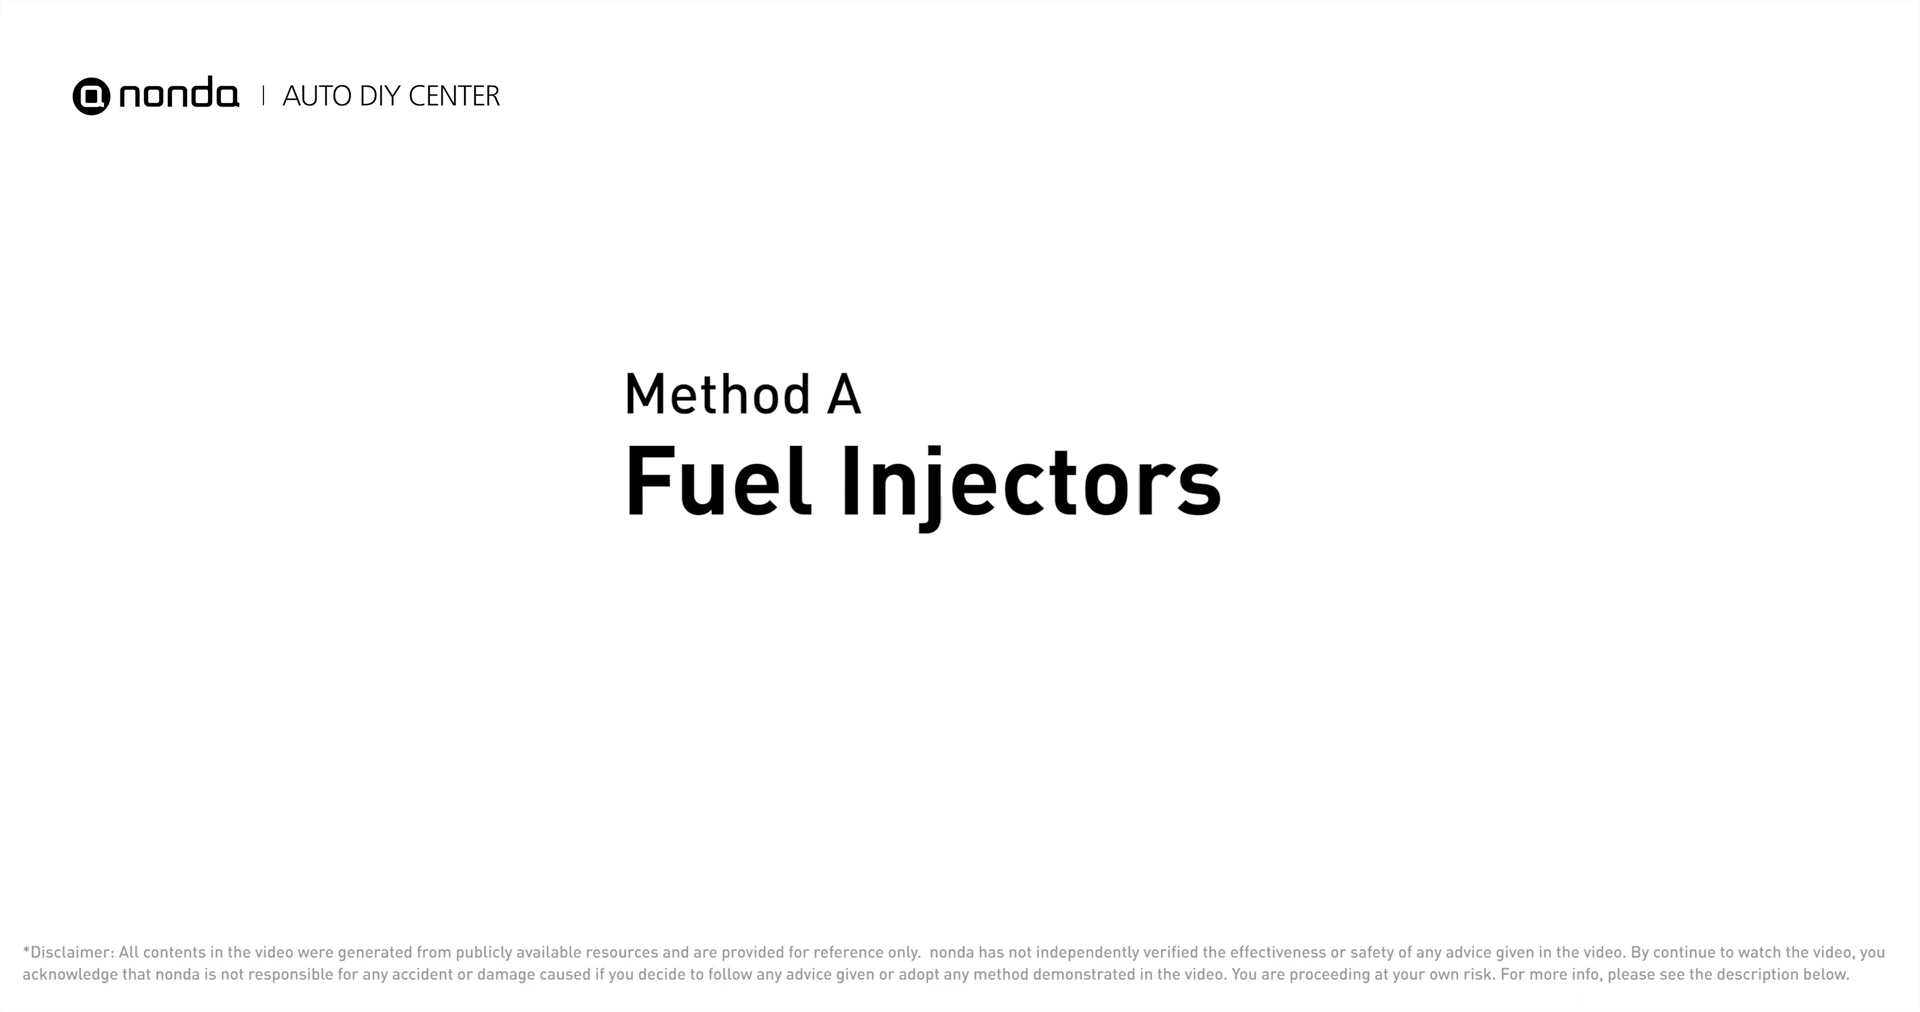 nonda | AUTO DIY CENTER
Method A
Fuel Injectors
*Disclaimer: All contents in the video were generated from publicly available resources and are provided for reference only.  nonda has not independently verified the effectiveness or safety of any advice given in the video. By continue to watch the video, you
acknowledge that nonda is not responsible for any accident or damage caused if you decide to follow any advice given or adopt any method demonstrated in the video. You are proceeding at your own risk. For more info, please see the description below.